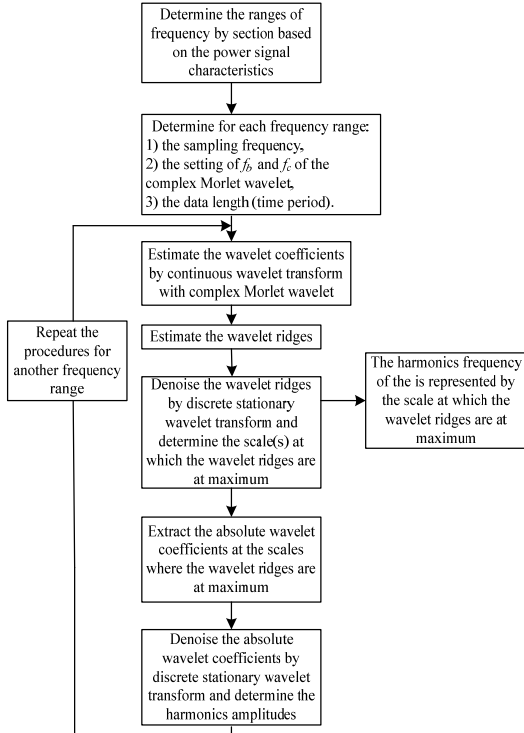 Determine the ranges of
frequency by section based
on the power signal
characteristics
Determine for each frequency range:
1) the sampling frequency,
2) the setting of fb and fc of the
complex Morlet wavelet,
3) the data length (time period).
Estimate the wavelet coefficients
by continuous wavelet transform
with complex Morlet wavelet
Repeat the
procedures for
another frequency
range
Estimate the wavelet ridges
Denoise the wavelet ridges
by discrete stationary
wavelet transform and
determine the scale(s) at
which the wavelet ridges are
at maximum
The harmonics frequency
of the is represented by
the scale at which the
wavelet ridges are at
maximum
Extract the absolute wavelet
coefficients at the scales
where the wavelet ridges are
at maximum
Denoise the absolute
wavelet coefficients by
discrete stationary wavelet
transform and determine the
harmonics amplitudes